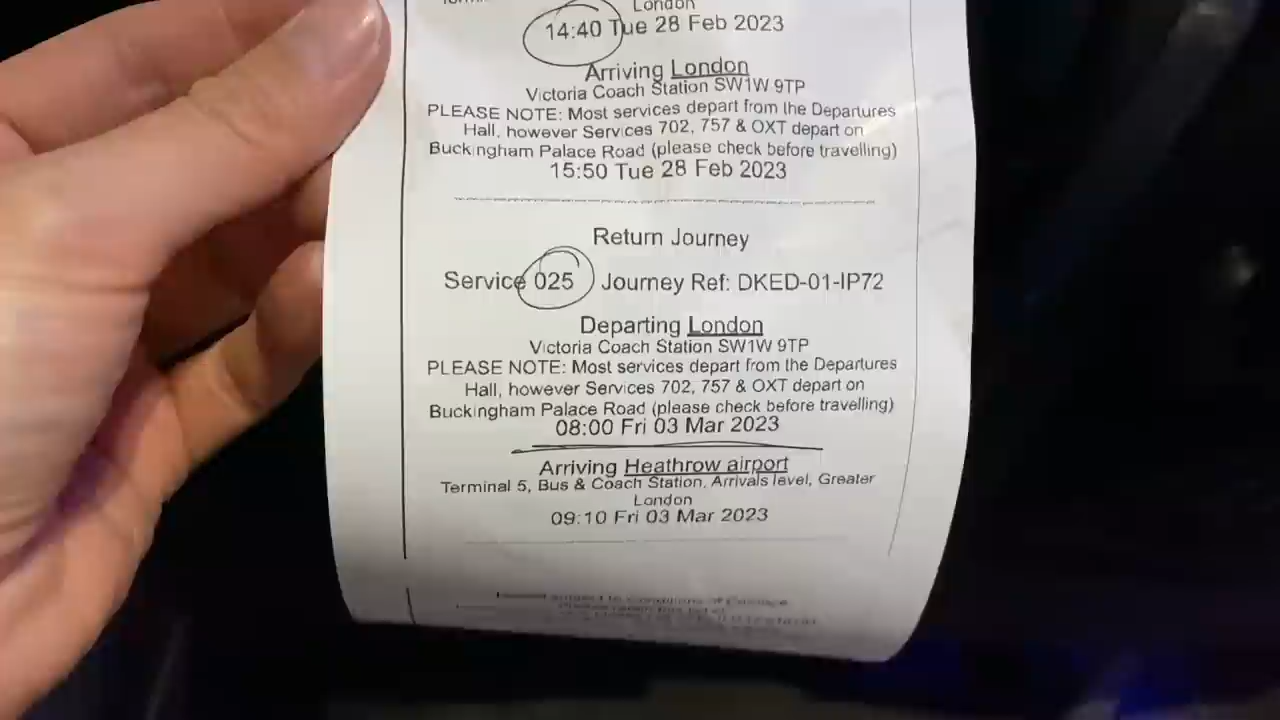 London
14:40 Tue 28 Feb 2023
Arriving London
Victoria Coach Station SW1W 9TP
PLEASE NOTE: Most services depart from the Departures
Hall, however Services 702, 757 & OXT depart on
Buckingham Palace Road (please check before travelling)
15:50 Tue 28 Feb 2023
Return Journey
Service 025 Journey Ref: DKED-01-IP72
Departing London
Victoria Coach Station SW1W 9TP
PLEASE NOTE: Most services depart from the Departures
Hall, however Services 702, 757 & OXT depart on
Buckingham Palace Road (please check before travelling)
08:00 Fri 03 Mar 2023
Arriving Heathrow airport
Terminal 5, Bus & Coach Station, Arrivals level, Greater
London
09:10 Fri 03 Mar 2023